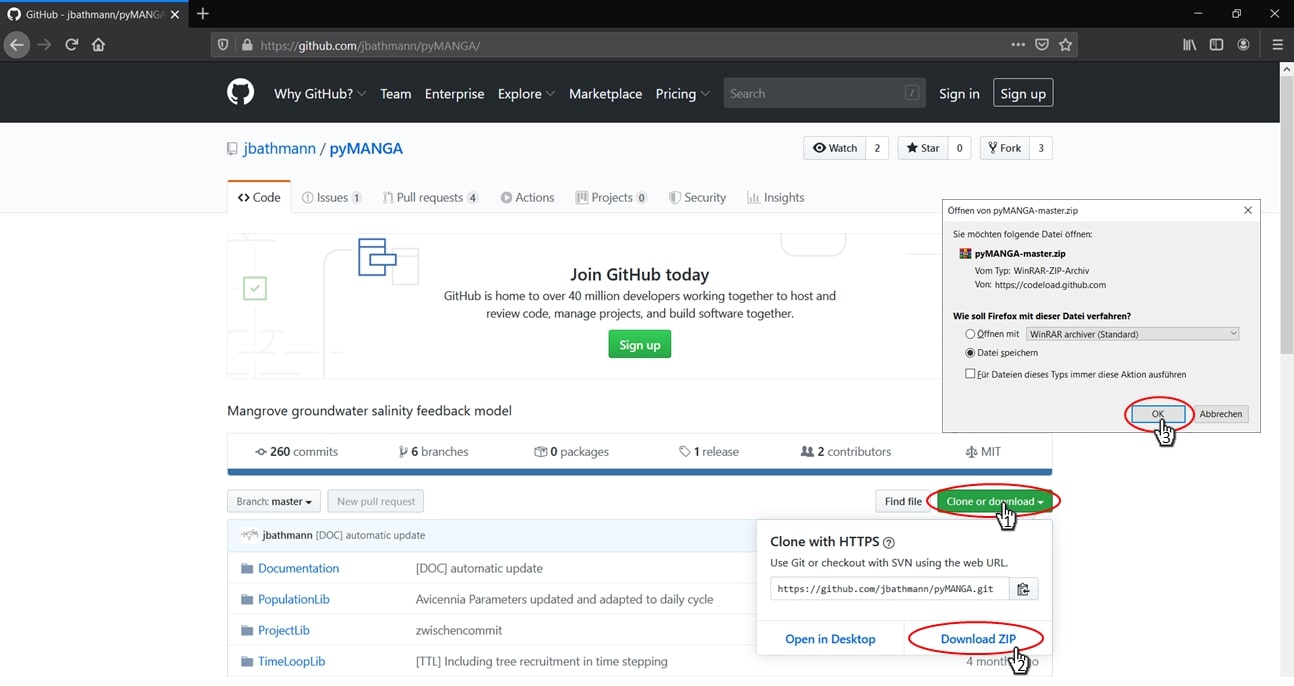 GitHub - jbathmann/pyMANGA
https://github.com/jbathmann/pyMANGA/
Why GitHub? Team Enterprise Explore Marketplace Pricing Search / Sign in Sign up
jbathmann / pyMANGA
Watch 2 Star 0 Fork 3
Code Issues 1 Pull requests 4 Actions Projects 0 Security Insights
Join GitHub today
GitHub is home to over 40 million developers working together to host and
review code, manage projects, and build software together.
Sign up
Öffnen von pyMANGA-master.zip
Sie möchten folgende Datei öffnen:
pyMANGA-master.zip
Vom Typ: WinRAR-ZIP-Archiv
Von: https://codeload.github.com
Wie soll Firefox mit dieser Datei verfahren?
Öffnen mit WinRAR archiver (Standard)
Datei speichern
Für Dateien dieses Typs immer diese Aktion ausführen
OK Abbrechen
3
Mangrove groundwater salinity feedback model
260 commits 6 branches 0 packages 1 release 2 contributors MIT
Branch: master New pull request Find file Clone or download
1
jbathmann [DOC] automatic update
Documentation [DOC] automatic update
PopulationLib Avicennia Parameters updated and adapted to daily cycle
ProjectLib zwischencommit
TimeLoopLib [TTL] Including tree recruitment in time stepping 4
Clone with HTTPS
Use Git or checkout with SVN using the web URL.
https://github.com/jbathmann/pyMANGA.git
Open in Desktop Download ZIP
2